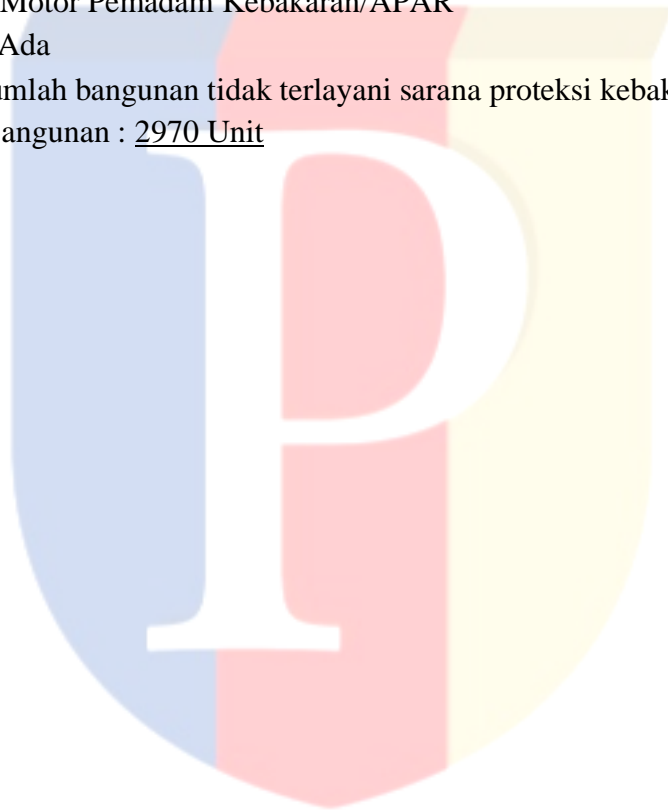 Motor Pemadam Kebakaran/APAR
Ada
umlah bangunan tidak terlayani sarana proteksi kebak
angunan : 2970 Unit
P